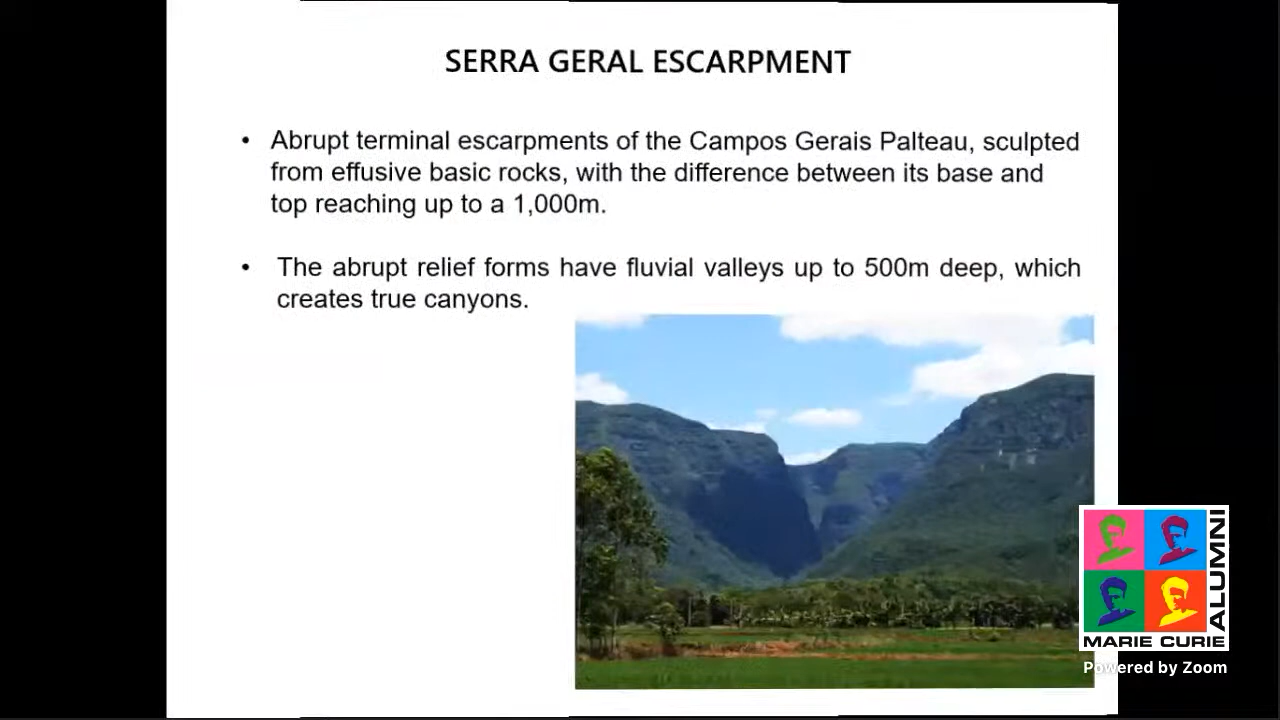 SERRA GERAL ESCARPMENT
• Abrupt terminal escarpments of the Campos Gerais Palteau, sculpted
from effusive basic rocks, with the difference between its base and
top reaching up to a 1,000m.
• The abrupt relief forms have fluvial valleys up to 500m deep, which
creates true canyons.
ALUMNI
MARIE CURIE
Powered by Zoom